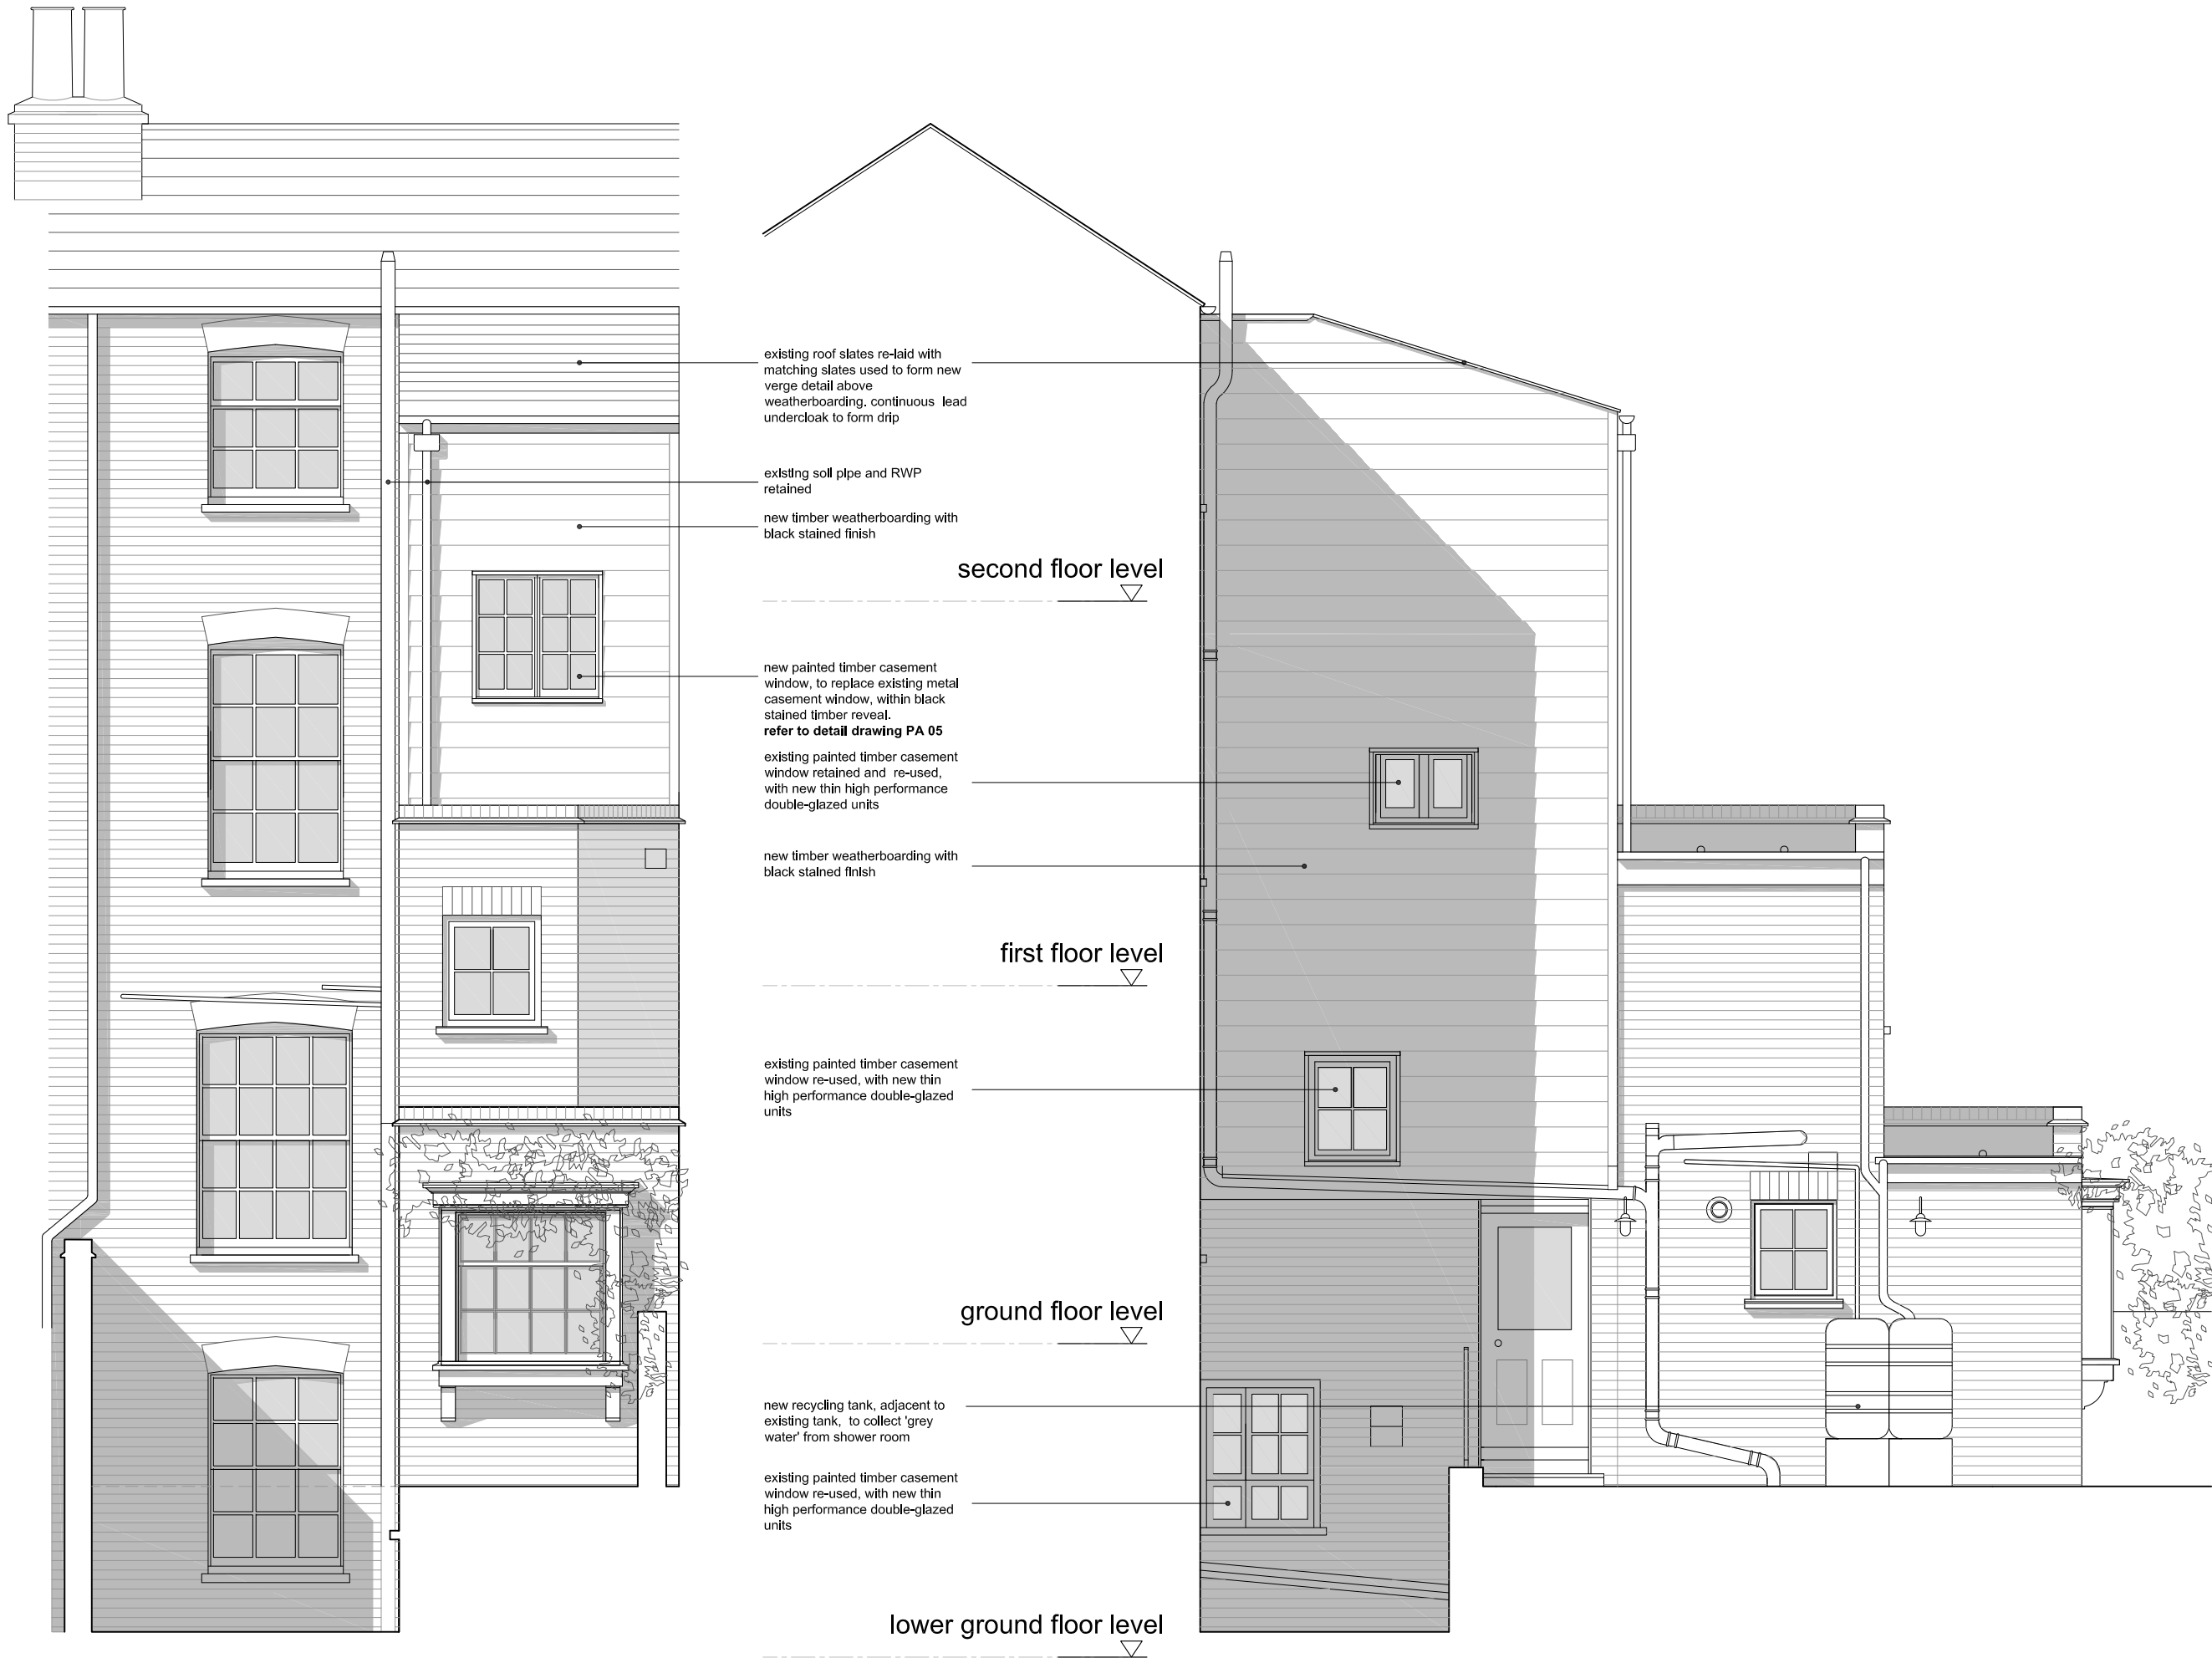 existing roof slates re-laid with
matching slates used to form new
verge detail above
weatherboarding, continuous lead
undercloak to form drip
existing soil pipe and RWP
retained
new timber weatherboarding with
black stained finish
second floor level
new painted timber casement
window, to replace existing metal
casement window, within black
stained timber reveal.
refer to detail drawing PA 05
existing painted timber casement
window retained and re-used,
with new thin high performance
double-glazed units
new timber weatherboarding with
black stained finish
first floor level
existing painted timber casement
window re-used, with new thin
high performance double-glazed
units
ground floor level
new recycling tank, adjacent to
existing tank, to collect 'grey
water' from shower room
existing painted timber casement
window re-used, with new thin
high performance double-glazed
units
lower ground floor level